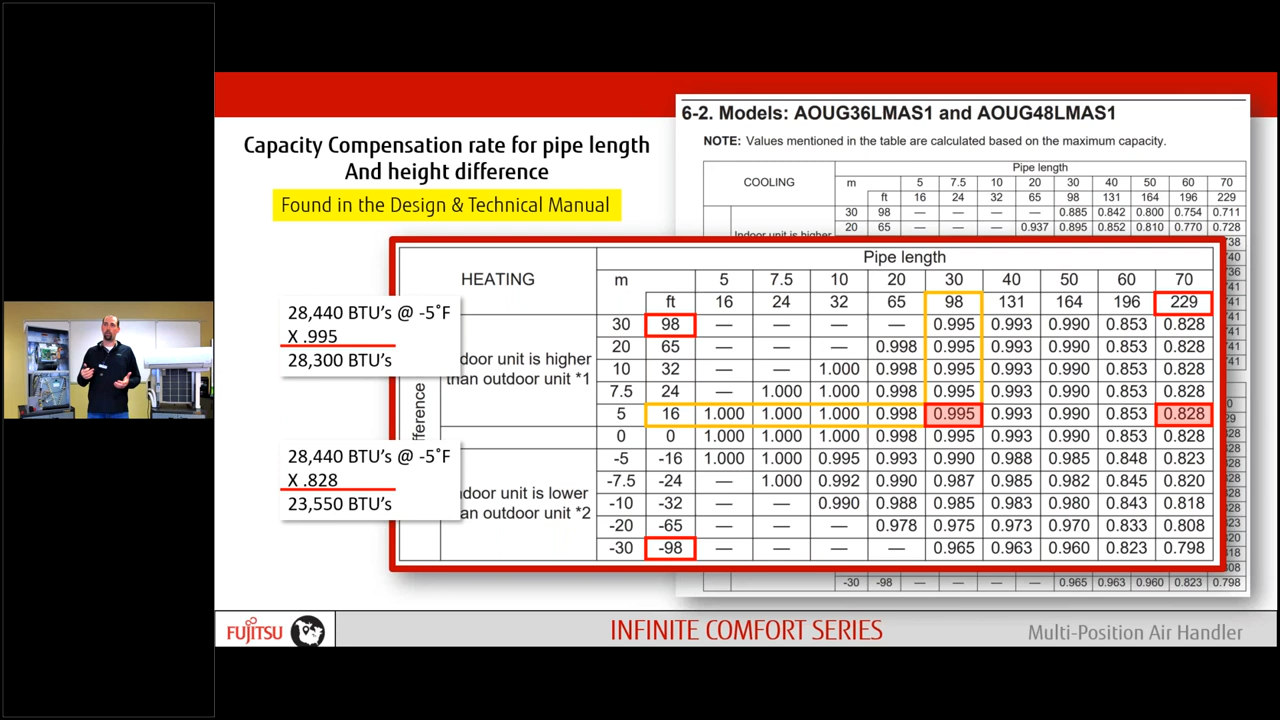 Capacity Compensation rate for pipe length
And height difference
Found in the Design & Technical Manual
6-2. Models: AOUG36LMAS1 and AOUG48LMAS1
NOTE: Values mentioned in the table are calculated based on the maximum capacity.
COOLING
Pipe length
m 5 7.5 10 20 30 40 50 60 70
ft 16 24 32 65 98 131 164 196 229
30 98 — — — — 0.885 0.842 0.800 0.754 0.711
20 65 — — — 0.937 0.895 0.852 0.810 0.770 0.728
Indoor unit is higher
HEATING
Pipe length
m 5 7.5 10 20 30 40 50 60 70
ft 16 24 32 65 98 131 164 196 229
30 98 — — — — 0.995 0.993 0.990 0.853 0.828
20 65 — — — 0.998 0.995 0.993 0.990 0.853 0.828
10 32 — — 1.000 0.998 0.995 0.993 0.990 0.853 0.828
7.5 24 — 1.000 1.000 0.998 0.995 0.993 0.990 0.853 0.828
5 16 1.000 1.000 1.000 0.998 0.995 0.993 0.990 0.853 0.828
0 0 1.000 1.000 1.000 0.998 0.995 0.993 0.990 0.853 0.828
-5 -16 1.000 1.000 0.995 0.993 0.990 0.988 0.985 0.848 0.823
-7.5 -24 — 1.000 0.992 0.990 0.987 0.985 0.982 0.845 0.820
-10 -32 — — 0.990 0.988 0.985 0.983 0.980 0.843 0.818
-20 -65 — — — 0.978 0.975 0.973 0.970 0.833 0.808
-30 -98 — — — — 0.965 0.963 0.960 0.823 0.798
ndoor unit is higher
than outdoor unit *1
ndoor unit is lower
an outdoor unit *2
fference
28,440 BTU's @ -5˚F
X .995
28,300 BTU's
28,440 BTU's @ -5˚F
X .828
23,550 BTU's
-30 -98 — — — — 0.965 0.963 0.960 0.823 0.798
FUJITSU
INFINITE COMFORT SERIES
Multi-Position Air Handler